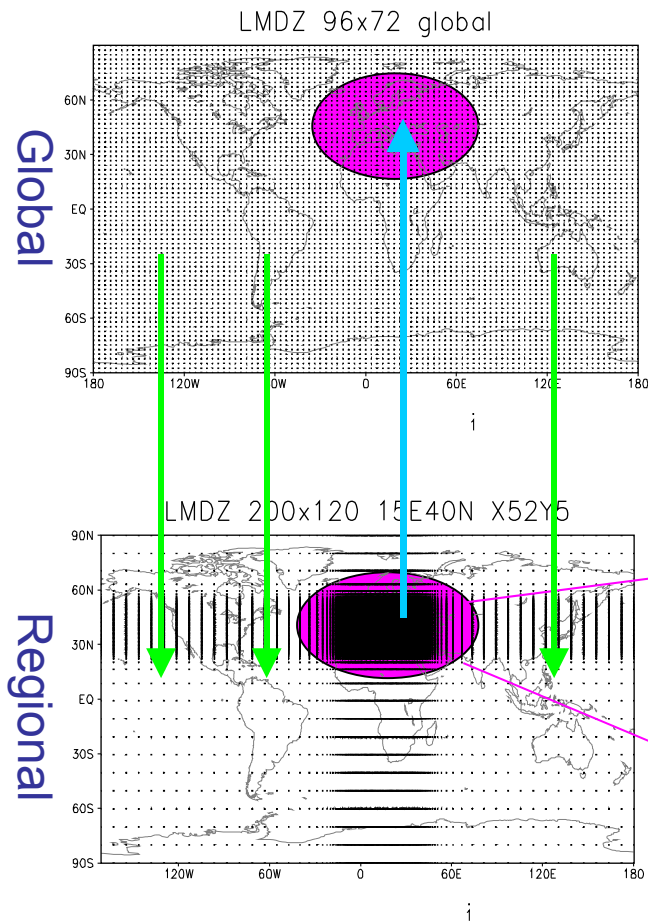 LMDZ 96x72 global
60N
30N
EQ
30S
60S
90S
180
120W
60W
0
60E
120E
180
i
Global
LMDZ 200x120 15E40N X52Y5
90N
60N
30N
EQ
30S
60S
90S
120W
60W
0
60E
120E
180
i
Regional